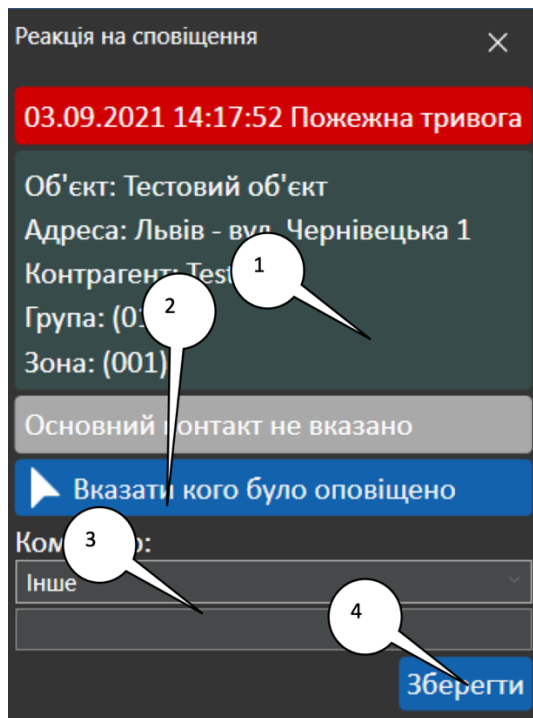 Реакція на сповіщення
03.09.2021 14:17:52 Пожежна тривога
Об'єкт: Тестовий об'єкт
Адреса: Львів - вул. Чернівецька 1
Контрагент: Test
1
Група: (01
2
Зона: (001)
Основний контакт не вказано
Вказати кого було оповіщено
3
Інше
4
Зберегти